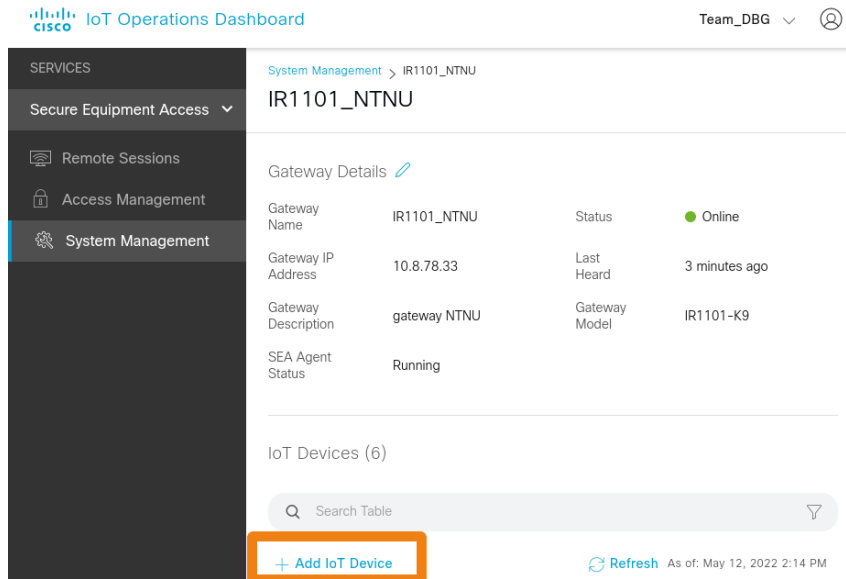 CISCO IoT Operations Dashboard
Team_DBG
SERVICES
Secure Equipment Access
Remote Sessions
Access Management
System Management
System Management > IR1101_NTNU
IR1101_NTNU
Gateway Details
Gateway Name IR1101_NTNU Status Online
Gateway IP Address 10.8.78.33 Last Heard 3 minutes ago
Gateway Description gateway NTNU Gateway Model IR1101-K9
SEA Agent Status Running
IoT Devices (6)
Search Table
+ Add IoT Device Refresh As of: May 12, 2022 2:14 PM